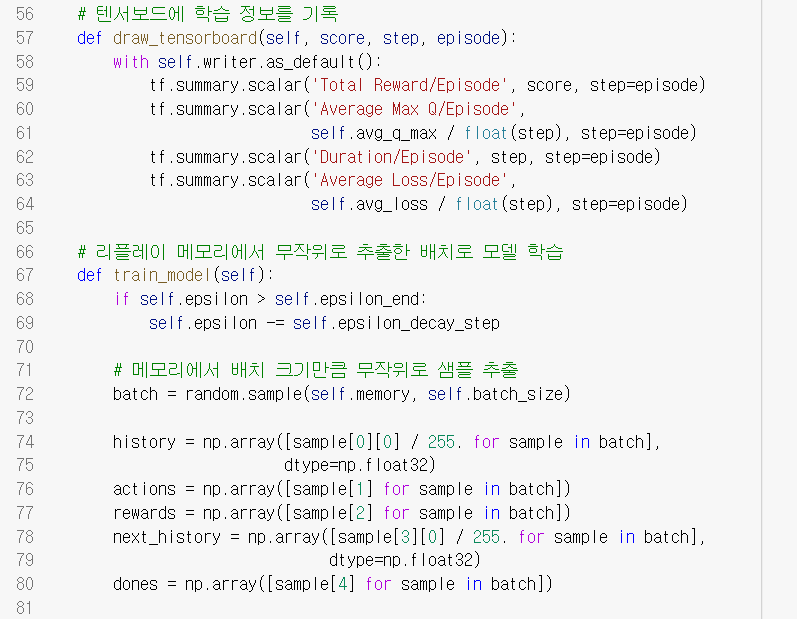 56 # 텐서보드에 학습 정보를 기록
57 def draw_tensorboard(self, score, step, episode):
58 with self.writer.as_default():
59 tf.summary.scalar('Total Reward/Episode', score, step=episode)
60 tf.summary.scalar('Average Max Q/Episode',
61 self.avg_q_max / float(step), step=episode)
62 tf.summary.scalar('Duration/Episode', step, step=episode)
63 tf.summary.scalar('Average Loss/Episode',
64 self.avg_loss / float(step), step=episode)
65
66 # 리플레이 메모리에서 무작위로 추출한 배치로 모델 학습
67 def train_model(self):
68 if self.epsilon > self.epsilon_end:
69 self.epsilon -= self.epsilon_decay_step
70
71 # 메모리에서 배치 크기만큼 무작위로 샘플 추출
72 batch = random.sample(self.memory, self.batch_size)
73
74 history = np.array([sample[0][0] / 255. for sample in batch],
75 dtype=np.float32)
76 actions = np.array([sample[1] for sample in batch])
77 rewards = np.array([sample[2] for sample in batch])
78 next_history = np.array([sample[3][0] / 255. for sample in batch],
79 dtype=np.float32)
80 dones = np.array([sample[4] for sample in batch])
81